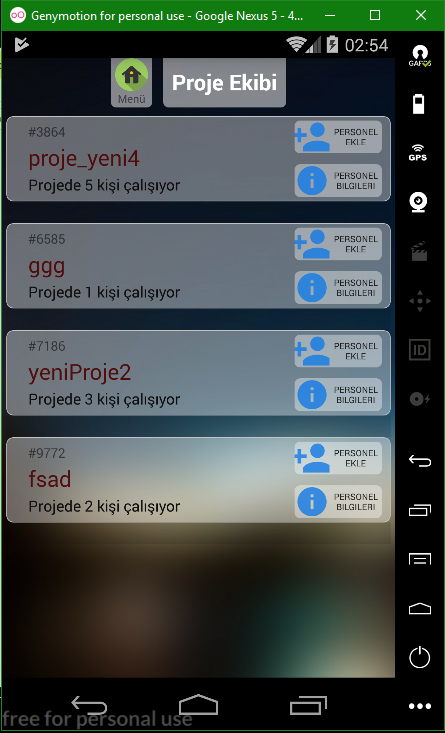 Genymotion for personal use - Google Nexus 5 - 4...
02:54
Menü
Proje Ekibi
#3864
proje_yeni4
Projede 5 kişi çalışıyor
PERSONEL
EKLE
PERSONEL
BILGILERI
#6585
ggg
Projede 1 kişi çalışıyor
PERSONEL
EKLE
PERSONEL
BILGILERI
#7186
yeniProje2
Projede 3 kişi çalışıyor
PERSONEL
EKLE
PERSONEL
BILGILERI
#9772
fsad
Projede 2 kişi çalışıyor
PERSONEL
EKLE
PERSONEL
BILGILERI
GAPPS
GPS
ID
free for personal use